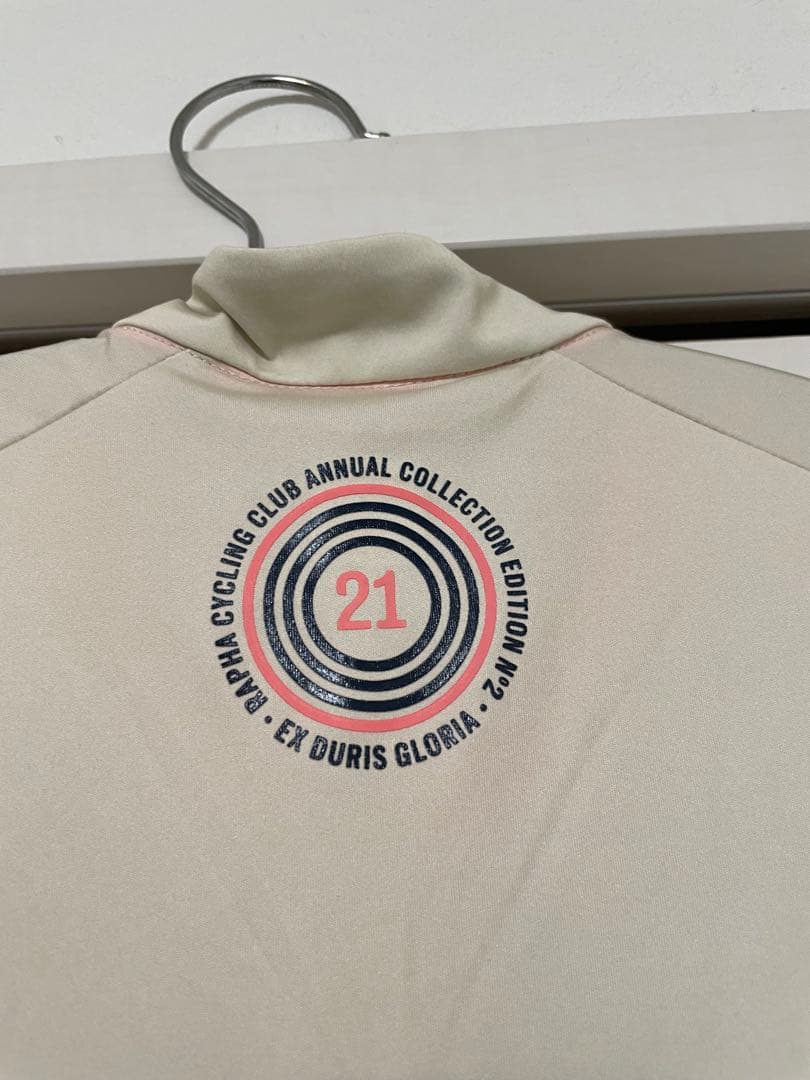 RAPHA CYCLING CLUB ANNUAL COLLECTION EDITION Nº2 •
EX DURIS GLORIA •
21